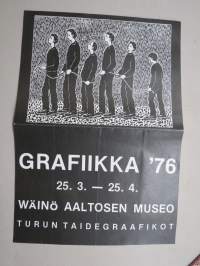 GRAFIIKKA '76
25. 3. — 25. 4.
WÄINÖ AALTOSEN MUSEO
TURUN TAIDEGRAAFIKOT